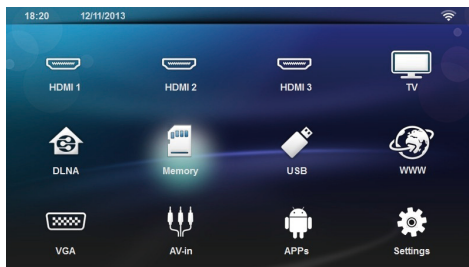 18:20 12/11/2013
HDMI 1 HDMI 2 HDMI 3 TV
DLNA Memory USB WWW
VGA AV-in APPs Settings